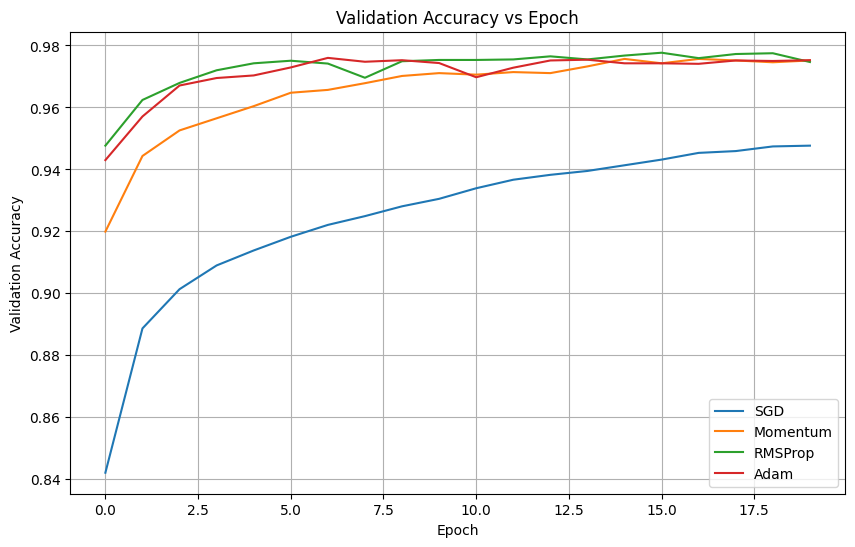 Validation Accuracy vs Epoch
Validation Accuracy
0.98
0.96
0.94
0.92
0.90
0.88
0.86
0.84
0.0 2.5 5.0 7.5 10.0 12.5 15.0 17.5
Epoch
SGD
Momentum
RMSProp
Adam